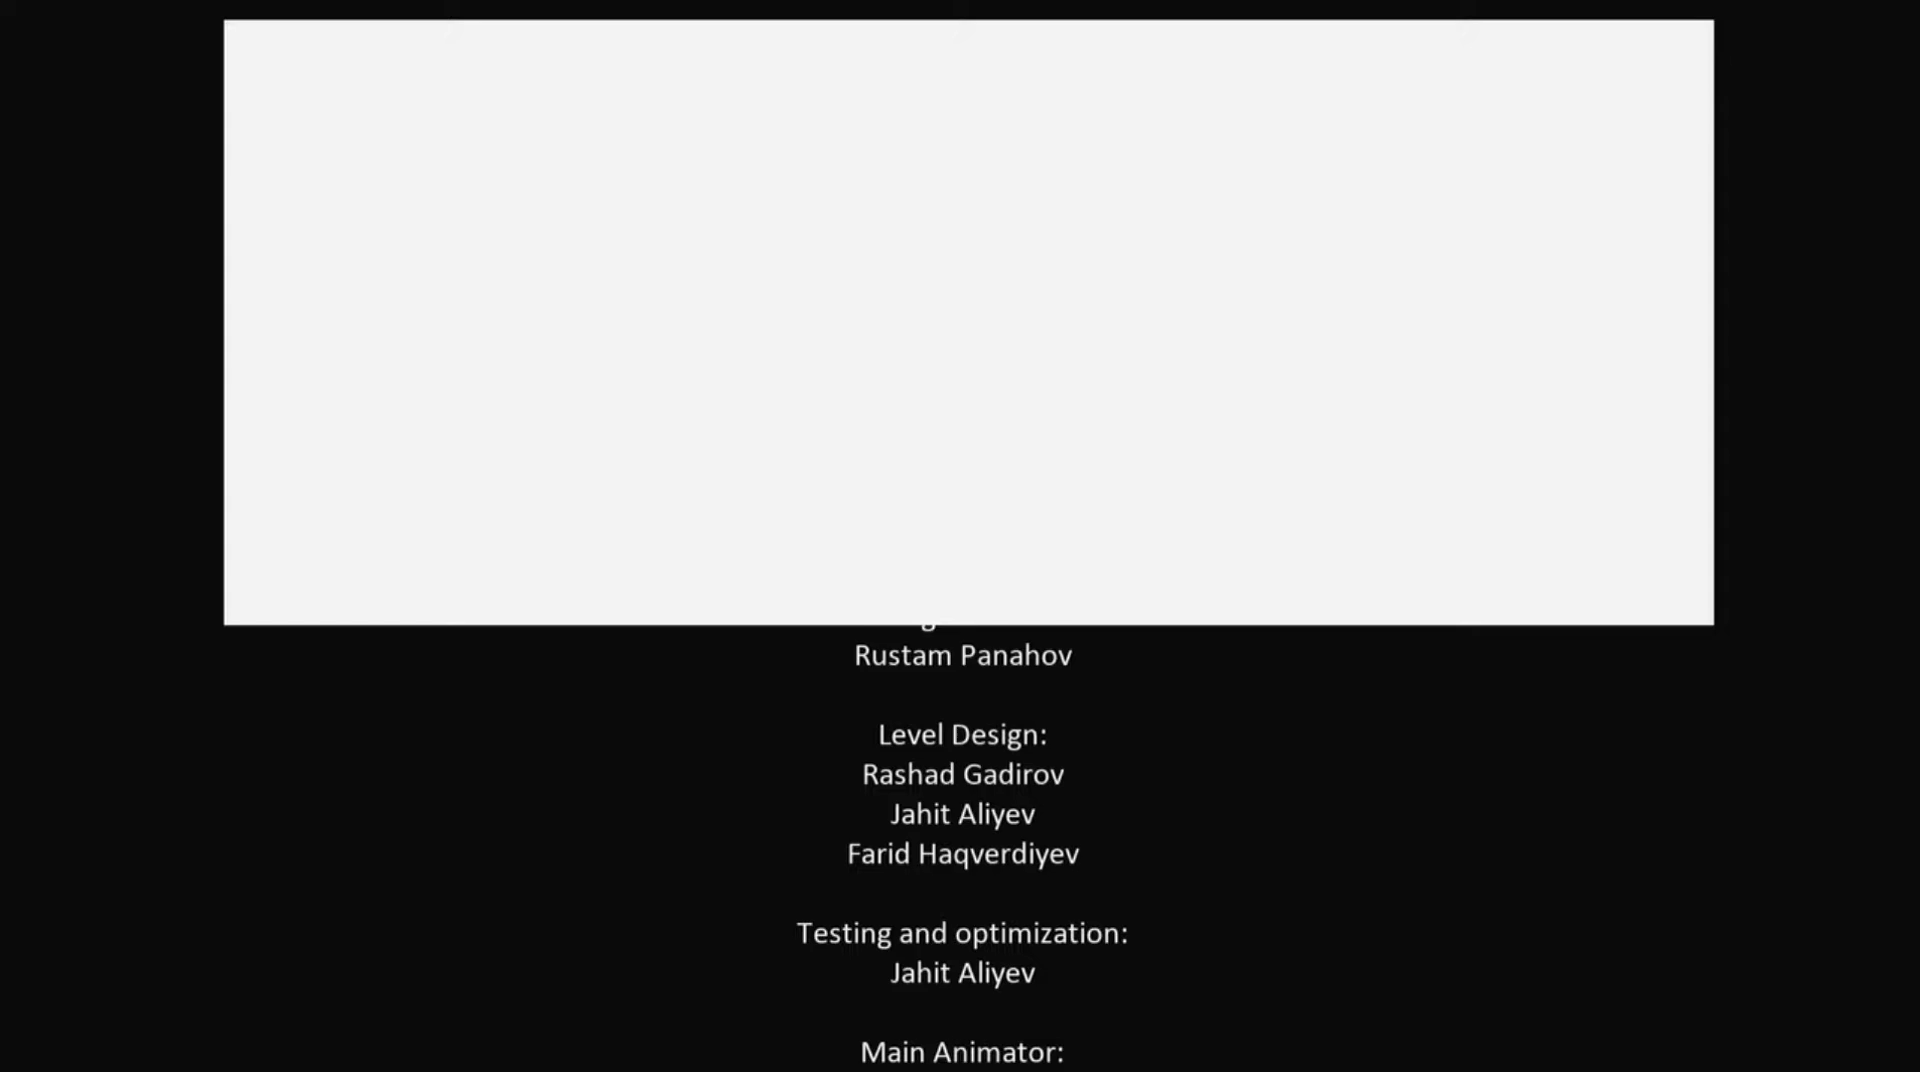 Rustam Panahov
Level Design:
Rashad Gadirov
Jahit Aliyev
Farid Haqverdiyev
Testing and optimization:
Jahit Aliyev
Main Animator: